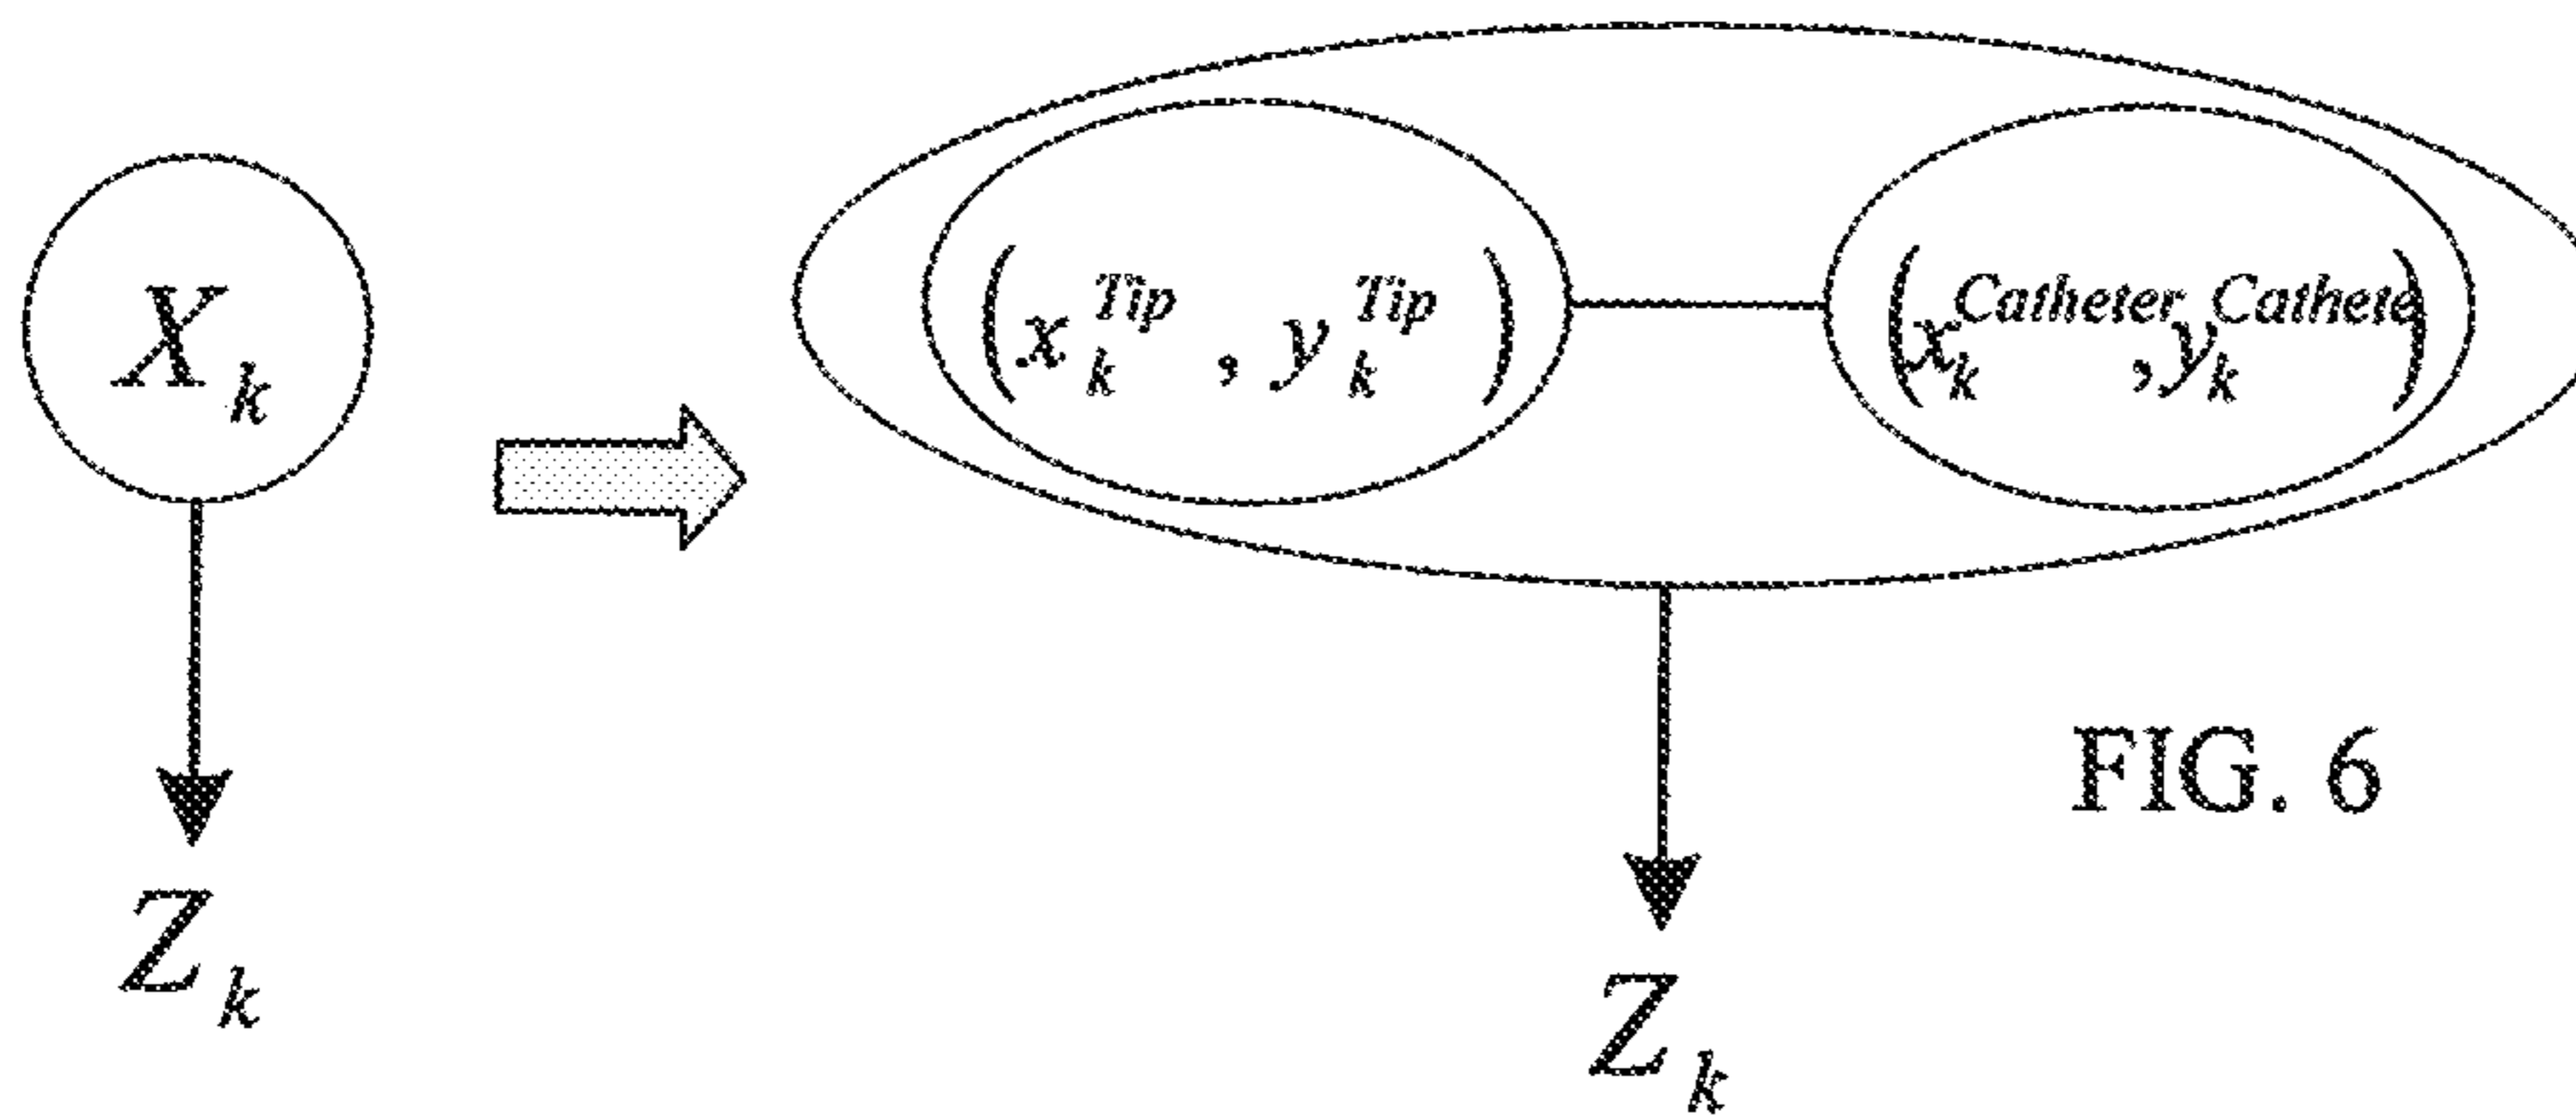 X_k
Z_k
(x_k^Tip, y_k^Tip)
(x_k^Catheter, y_k^Cathete)
Z_k
FIG. 6